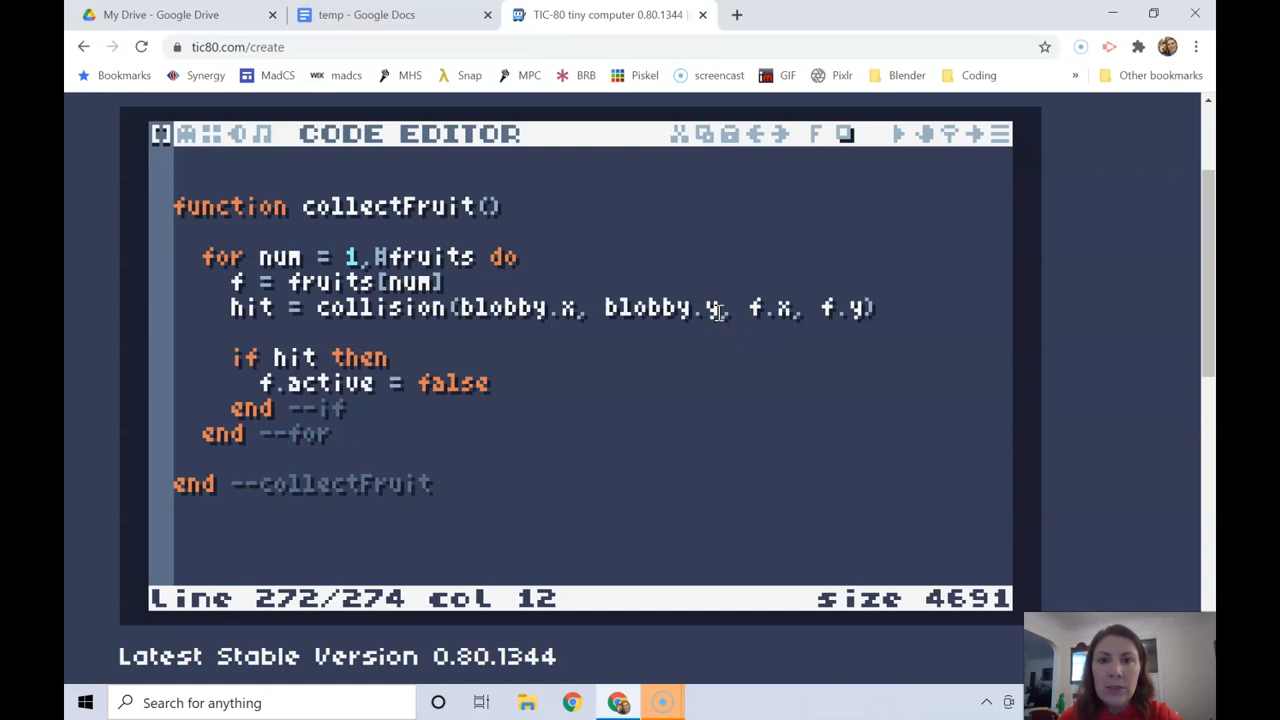 My Drive - Google Drive
temp - Google Docs
TIC-80 tiny computer 0.80.1344
tic80.com/create
Bookmarks
Synergy
MadCS
WIX madcs
MHS
Snap
MPC
BRB
Piskel
screencast
im GIF
Pixlr
Blender
Coding
»
Other bookmarks
CODE EDITOR
F
function collectFruit()
for num = 1,#fruits do
f = fruits[num]
hit = collision(blobby.x, blobby.y, f.x, f.y)
if hit then
f.active = false
end --if
end --for
end --collectFruit
Line 272/274 col 12
size 4691
Latest Stable Version 0.80.1344
Search for anything